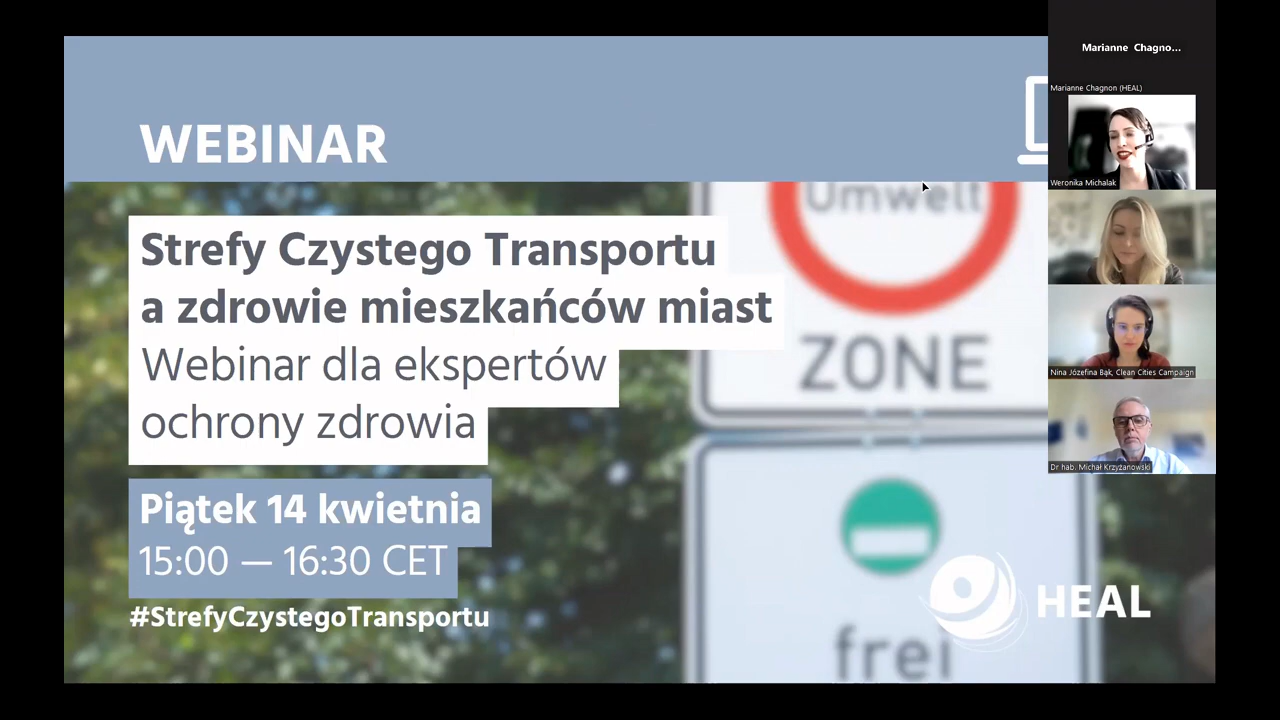 WEBINAR
Strefy Czystego Transportu
a zdrowie mieszkańców miast
Webinar dla ekspertów
ochrony zdrowia
Piątek 14 kwietnia
15:00 — 16:30 CET
#StrefyCzystegoTransportu
Umwelt
ZONE
frei
HEAL
Marianne Chagno...
Marianne Chagnon (HEAL)
Weronika Michalak
Nina Józefina Bąk, Clean Cities Campaign
Dr hab. Michał Krzyżanowski